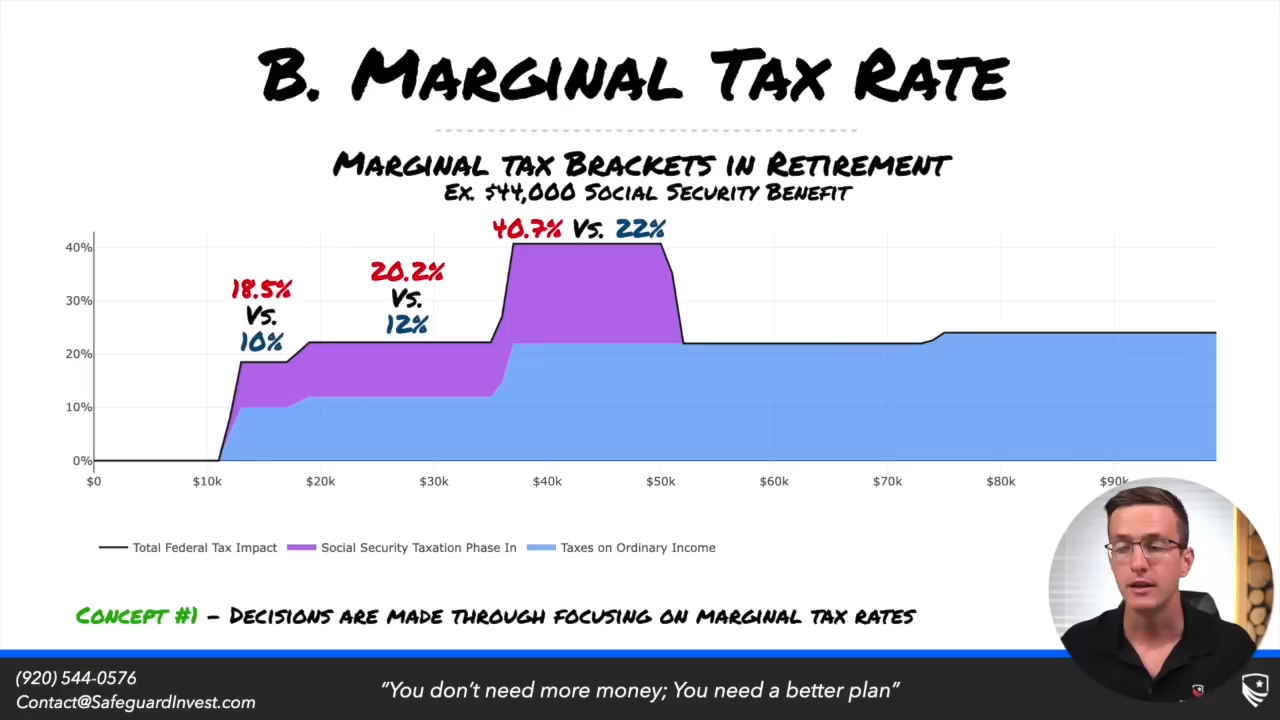 B. Marginal Tax Rate
Marginal tax Brackets in Retirement
Ex. $44,000 Social Security Benefit
40.7% Vs. 22%
20.2%
Vs.
12%
18.5%
Vs.
10%
40%
30%
20%
10%
0%
$0 $10k $20k $30k $40k $50k $60k $70k $80k $90k
Total Federal Tax Impact Social Security Taxation Phase In Taxes on Ordinary Income
Concept #1 – Decisions are made through focusing on marginal tax rates
(920) 544-0576
Contact@SafeguardInvest.com
"You don't need more money; You need a better plan"